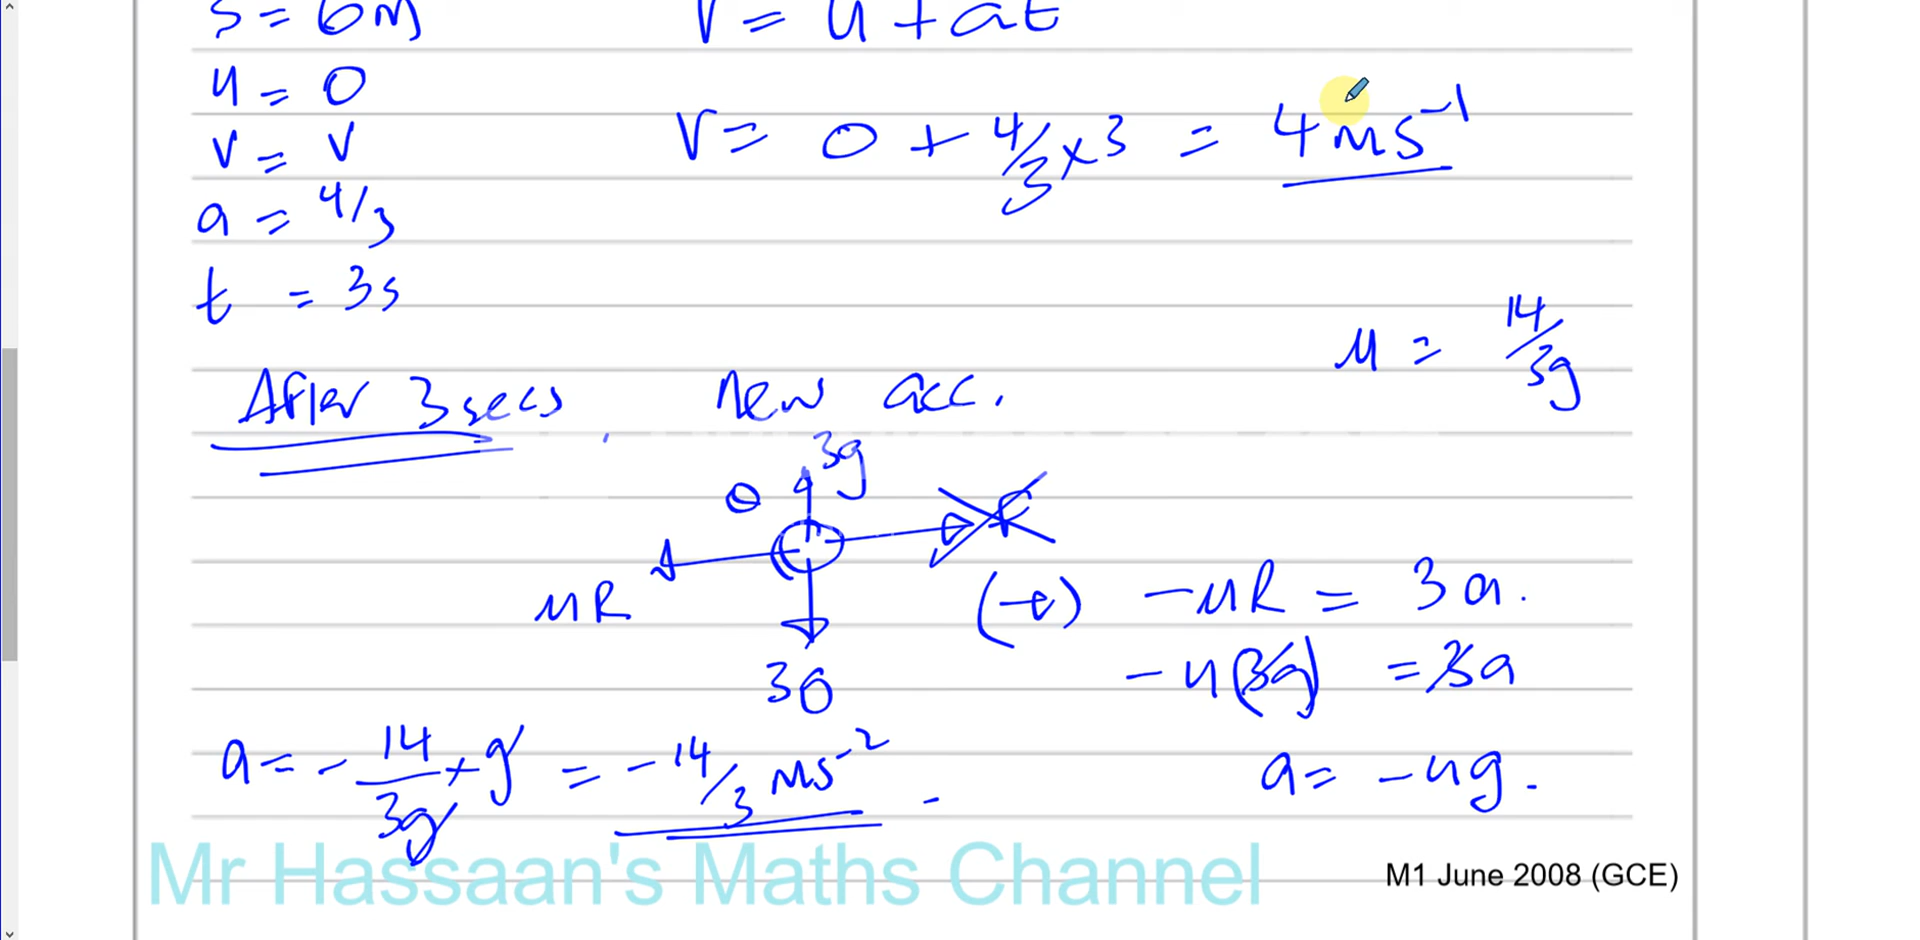 s = 6m v = u + at
u = 0
v = v v = 0 + 4/3 × 3 = 4ms⁻¹
a = 4/3
t = 3s
μ = 14/3g
After 3secs new acc.
3g
μR (→) -μR = 3a.
3g -μ(3g) = 3a
a = - 14/3g × g = -14/3 ms⁻² a = -μg.
Mr Hassaan's Maths Channel
M1 June 2008 (GCE)